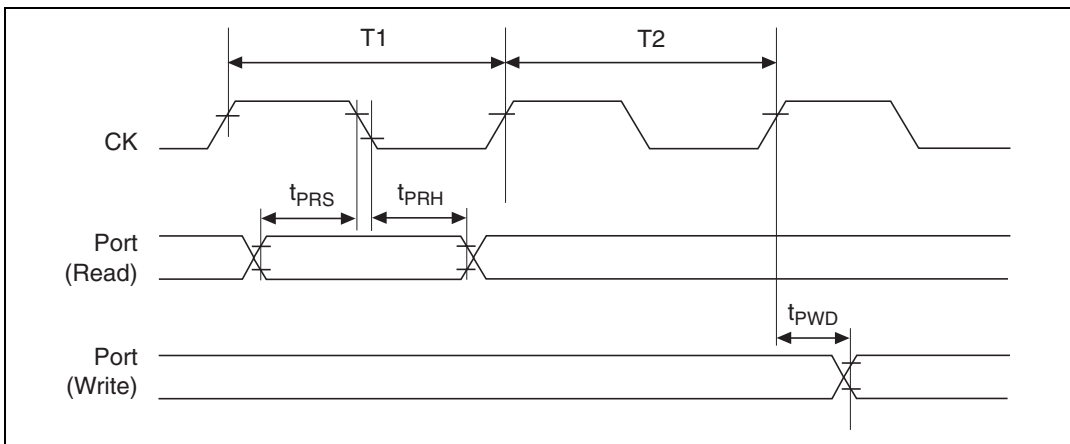 T1 T2
CK
tPRS tPRH
Port
(Read)
tPWD
Port
(Write)